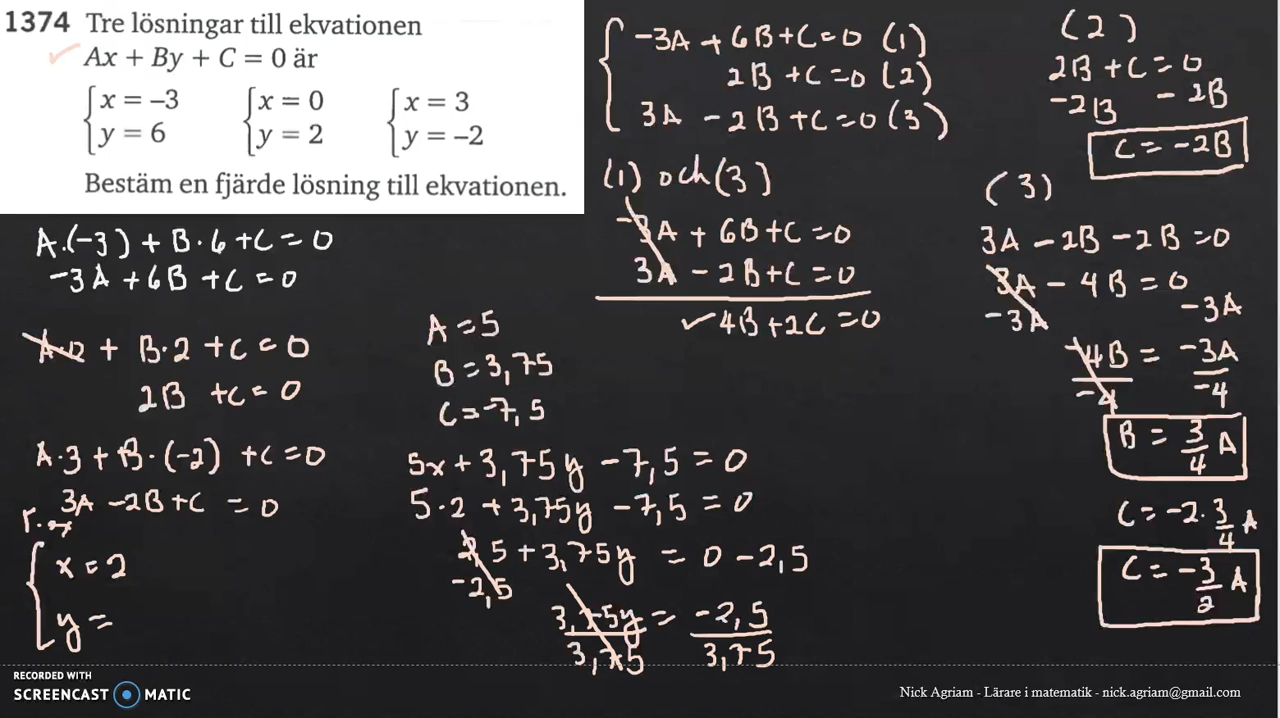 1374 Tre lösningar till ekvationen
Ax + By + C = 0 är
{x = –3 {x = 0 {x = 3
{y = 6 {y = 2 {y = –2
Bestäm en fjärde lösning till ekvationen.
A·(-3) + B·6 + C = 0
-3A + 6B + C = 0
A·0 + B·2 + C = 0
2B + C = 0
A·3 + B·(-2) + C = 0
3A - 2B + C = 0
x = 2
y =
A = 5
B = 3,75
C = -7,5
5x + 3,75y - 7,5 = 0
5·2 + 3,75y - 7,5 = 0
2,5 + 3,75y = 0 - 2,5
-2,5
3,75y = -2,5
3,75 3,75
-3A + 6B + C = 0 (1)
2B + C = 0 (2)
3A - 2B + C = 0 (3)
(1) och (3)
-3A + 6B + C = 0
3A - 2B + C = 0
✓4B + 2C = 0
(2)
2B + C = 0
-2B - 2B
C = -2B
(3)
3A - 2B - 2B = 0
3A - 4B = 0
-3A -3A
-4B = -3A
-4 -4
B = 3/4 A
C = -2·3/4 A
C = -3/2 A
RECORDED WITH
SCREENCAST MATIC
Nick Agriam - Lärare i matematik - nick.agriam@gmail.com